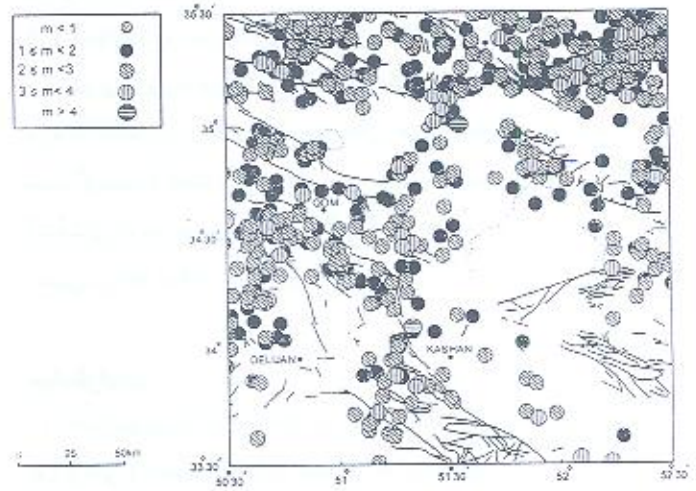 m < 1
1 ≤ m < 2
2 ≤ m < 3
3 ≤ m < 4
m > 4
35°30'
35°
34°30'
34°
33°30'
QOM
KASHAN
DELIJAN
0 25 50km
50°30' 51° 51°30' 52° 52°30'